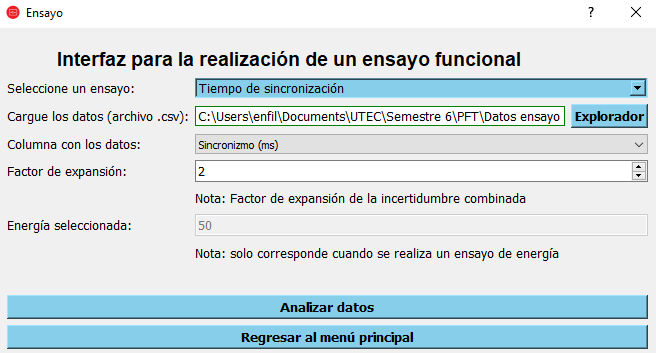 Ensayo
Interfaz para la realización de un ensayo funcional
Seleccione un ensayo: Tiempo de sincronización
Cargue los datos (archivo .csv): C:\Users\enfil\Documents\UTEC\Semestre 6\PFT\Datos ensayo Explorador
Columna con los datos: Sincronizmo (ms)
Factor de expansión: 2
Nota: Factor de expansión de la incertidumbre combinada
Energía seleccionada: 50
Nota: solo corresponde cuando se realiza un ensayo de energía
Analizar datos
Regresar al menú principal